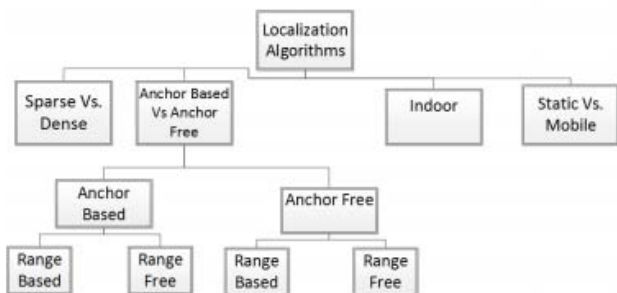 Localization
Algorithms
Sparse Vs.
Dense
Anchor Based
Vs Anchor
Free
Indoor
Static Vs.
Mobile
Anchor
Based
Anchor Free
Range
Based
Range
Free
Range
Based
Range
Free